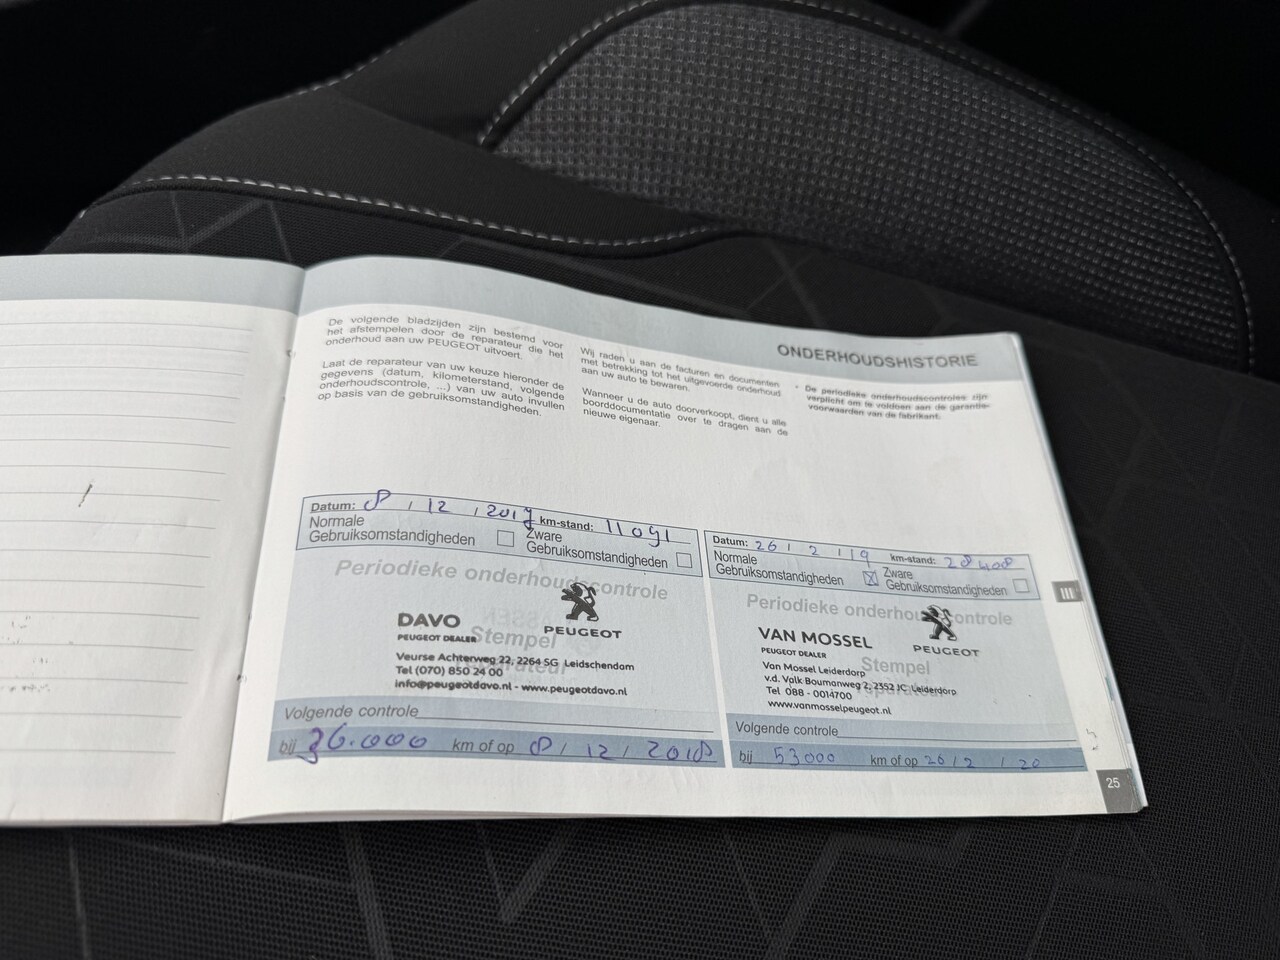 ONDERHOUDSHISTORIE
De volgende bladzijden zijn bestemd voor
het afstempelen door de reparateur die het
onderhoud aan uw PEUGEOT uitvoert.
Laat de reparateur van uw keuze hieronder de
gegevens (datum, kilometerstand, volgende
onderhoudscontrole, ...) van uw auto invullen
op basis van de gebruiksomstandigheden.
Wij raden u aan de facturen en documenten
met betrekking tot het uitgevoerde onderhoud
aan uw auto te bewaren.
Wanneer u de auto doorverkoopt, dient u alle
boorddocumentatie over te dragen aan de
nieuwe eigenaar.
* De periodieke onderhoudscontroles zijn
verplicht om te voldoen aan de garantie-
voorwaarden van de fabrikant.
Datum: 8 / 12 / 2017 km-stand: 11091
Normale
Gebruiksomstandigheden
Zware
Gebruiksomstandigheden
Periodieke onderhoudscontrole
DAVO
PEUGEOT DEALER
Stempel
PEUGEOT
Veurse Achterweg 22, 2264 SG Leidschendam
Tel (070) 850 24 00
info@peugeotdavo.nl - www.peugeotdavo.nl
Volgende controle
bij 36.000 km of op 8 / 12 / 2018
Datum: 26 / 2 / 19 km-stand: 28408
Normale
Gebruiksomstandigheden
X
Zware
Gebruiksomstandigheden
Periodieke onderhoudscontrole
VAN MOSSEL
PEUGEOT DEALER
Stempel
PEUGEOT
Van Mossel Leiderdorp
v.d. Valk Boumanweg 2, 2352 JC Leiderdorp
Tel 088 - 0014700
www.vanmosselpeugeot.nl
Volgende controle
bij 53000 km of op 26 / 2 / 20
III
25